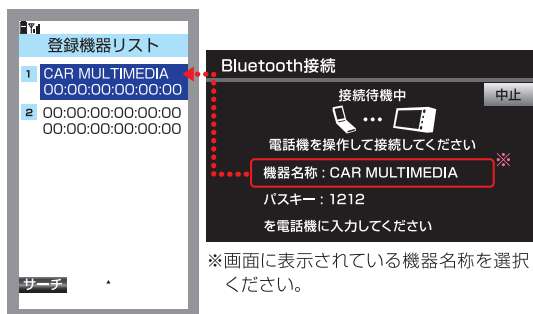 登録機器リスト
1 CAR MULTIMEDIA
00:00:00:00:00:00
2 00:00:00:00:00:00
00:00:00:00:00:00
サーチ
Bluetooth接続
接続待機中
中止
電話機を操作して接続してください
機器名称 : CAR MULTIMEDIA
※
パスキー : 1212
を電話機に入力してください
※画面に表示されている機器名称を選択
ください。